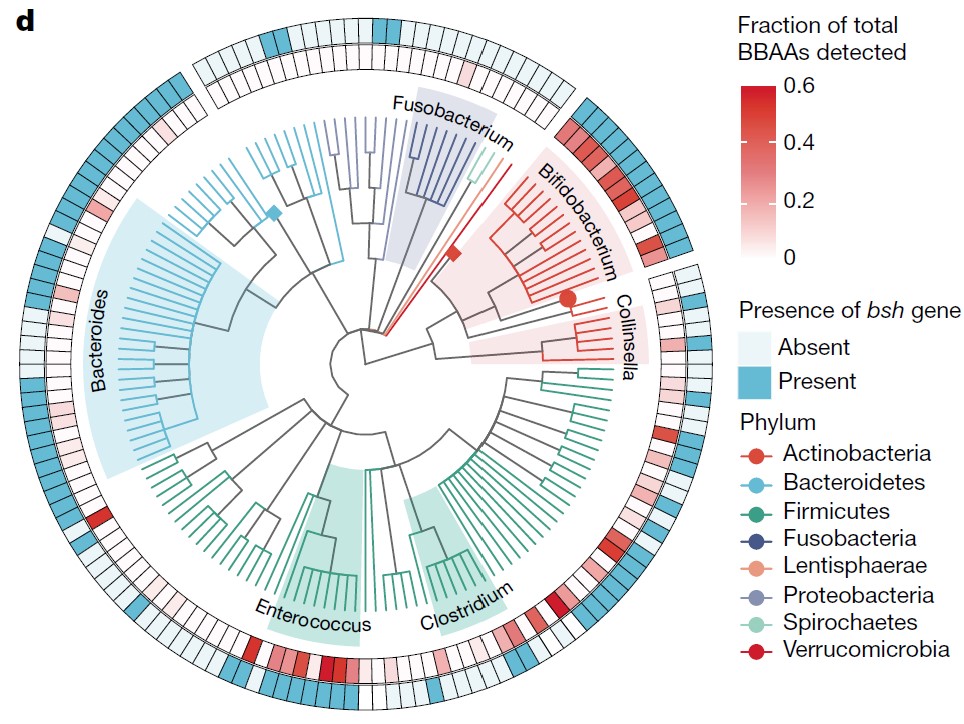 d
Fusobacterium
Bifidobacterium
Collinsella
Bacteroides
Enterococcus
Clostridium
Fraction of total
BBAAs detected
0.6
0.4
0.2
0
Presence of bsh gene
Absent
Present
Phylum
Actinobacteria
Bacteroidetes
Firmicutes
Fusobacteria
Lentisphaerae
Proteobacteria
Spirochaetes
Verrucomicrobia